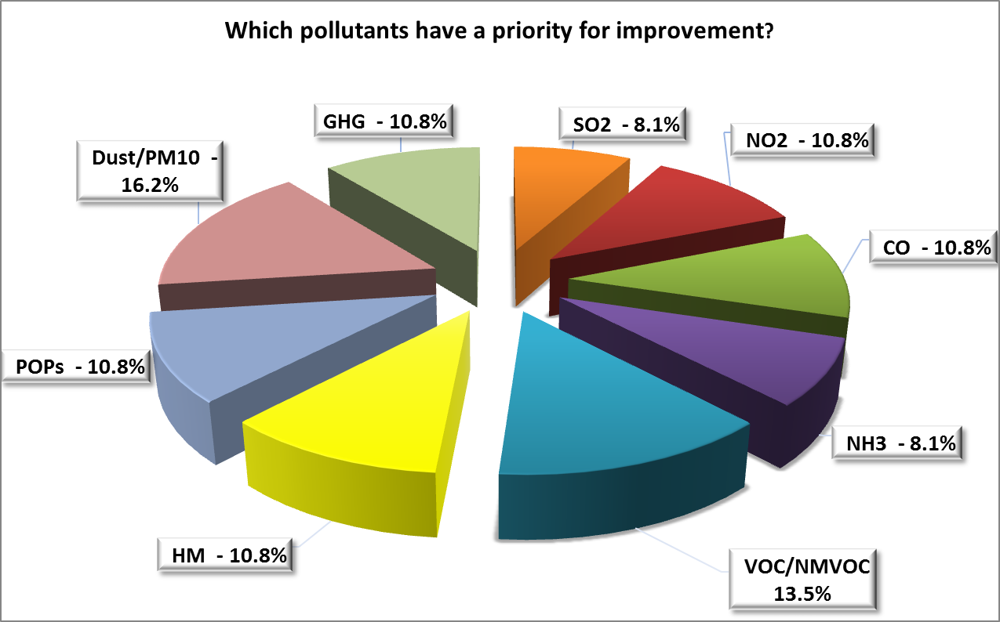 Which pollutants have a priority for improvement?
GHG - 10.8%
SO2 - 8.1%
NO2 - 10.8%
Dust/PM10 -
16.2%
CO - 10.8%
POPs - 10.8%
NH3 - 8.1%
HM - 10.8%
VOC/NMVOC
13.5%